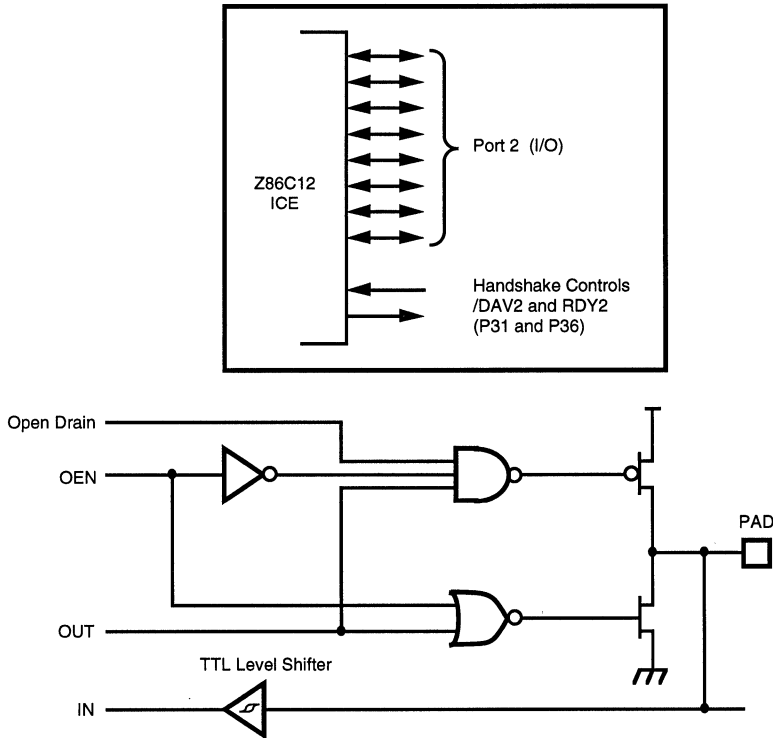 Z86C12
ICE
Port 2 (I/O)
Handshake Controls
/DAV2 and RDY2
(P31 and P36)
Open Drain
OEN
PAD
OUT
TTL Level Shifter
IN